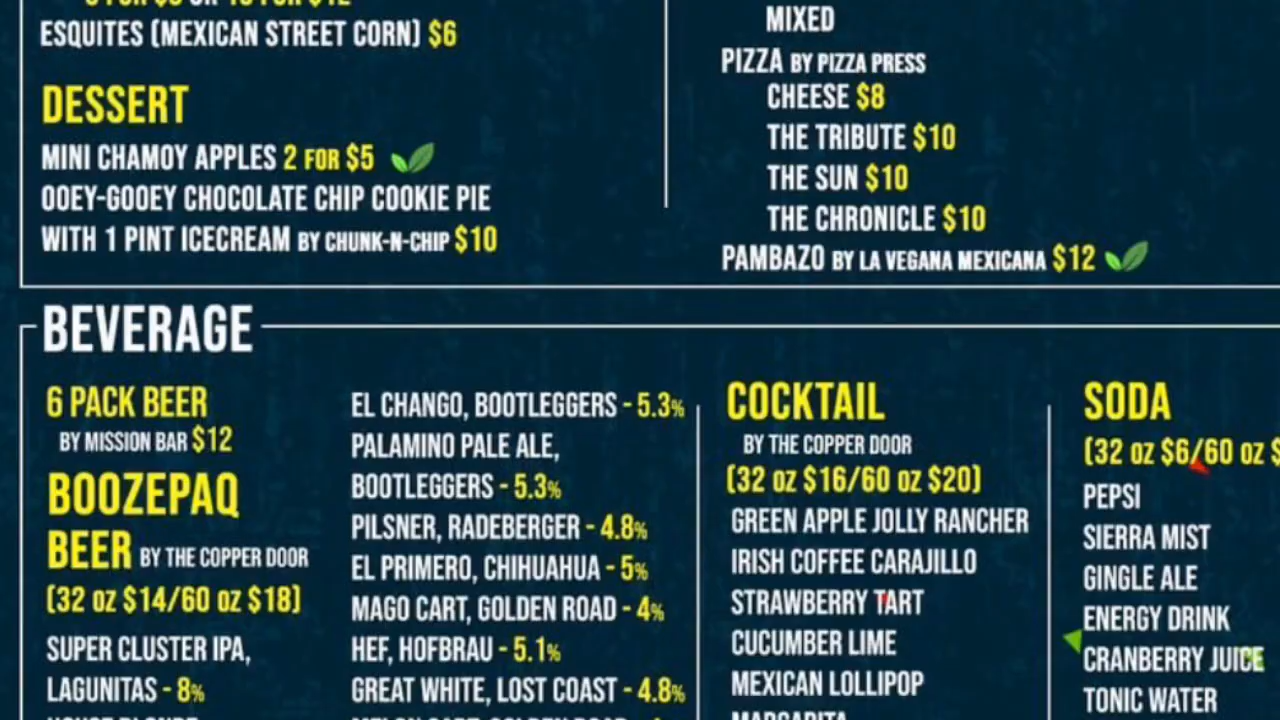 ESQUITES (MEXICAN STREET CORN) $6
DESSERT
MINI CHAMOY APPLES 2 FOR $5
OOEY-GOOEY CHOCOLATE CHIP COOKIE PIE
WITH 1 PINT ICECREAM BY CHUNK-N-CHIP $10
MIXED
PIZZA BY PIZZA PRESS
CHEESE $8
THE TRIBUTE $10
THE SUN $10
THE CHRONICLE $10
PAMBAZO BY LA VEGANA MEXICANA $12
BEVERAGE
6 PACK BEER
BY MISSION BAR $12
BOOZEPAQ
BEER BY THE COPPER DOOR
(32 oz $14/60 oz $18)
SUPER CLUSTER IPA,
LAGUNITAS - 8%
EL CHANGO, BOOTLEGGERS - 5.3%
PALAMINO PALE ALE,
BOOTLEGGERS - 5.3%
PILSNER, RADEBERGER - 4.8%
EL PRIMERO, CHIHUAHUA - 5%
MAGO CART, GOLDEN ROAD - 4%
HEF, HOFBRAU - 5.1%
GREAT WHITE, LOST COAST - 4.8%
COCKTAIL
BY THE COPPER DOOR
(32 oz $16/60 oz $20)
GREEN APPLE JOLLY RANCHER
IRISH COFFEE CARAJILLO
STRAWBERRY TART
CUCUMBER LIME
MEXICAN LOLLIPOP
MARGARITA
SODA
(32 oz $6/60 oz $
PEPSI
SIERRA MIST
GINGLE ALE
ENERGY DRINK
CRANBERRY JUICE
TONIC WATER